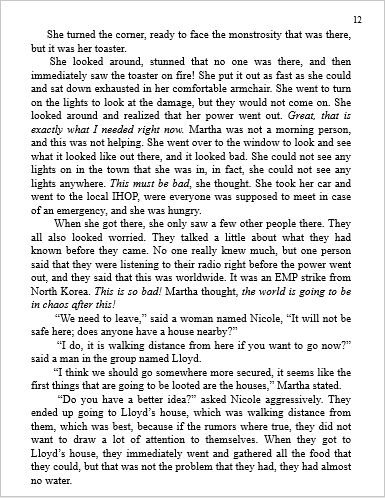 12
She turned the corner, ready to face the monstrosity that was there,
but it was her toaster.
She looked around, stunned that no one was there, and then
immediately saw the toaster on fire! She put it out as fast as she could
and sat down exhausted in her comfortable armchair. She went to turn
on the lights to look at the damage, but they would not come on. She
looked around and realized that her power went out. Great, that is
exactly what I needed right now. Martha was not a morning person,
and this was not helping. She went over to the window to look and see
what it looked like out there, and it looked bad. She could not see any
lights on in the town that she was in, in fact, she could not see any
lights anywhere. This must be bad, she thought. She took her car and
went to the local IHOP, were everyone was supposed to meet in case
of an emergency, and she was hungry.
When she got there, she only saw a few other people there. They
all also looked worried. They talked a little about what they had
known before they came. No one really knew much, but one person
said that they were listening to their radio right before the power went
out, and they said that this was worldwide. It was an EMP strike from
North Korea. This is so bad! Martha thought, the world is going to be
in chaos after this!
“We need to leave,” said a woman named Nicole, “It will not be
safe here; does anyone have a house nearby?”
“I do, it is walking distance from here if you want to go now?”
said a man in the group named Lloyd.
“I think we should go somewhere more secured, it seems like the
first things that are going to be looted are the houses,” Martha stated.
“Do you have a better idea?” asked Nicole aggressively. They
ended up going to Lloyd’s house, which was walking distance from
them, which was best, because if the rumors where true, they did not
want to draw a lot of attention to themselves. When they got to
Lloyd’s house, they immediately went and gathered all the food that
they could, but that was not the problem that they had, they had almost
no water.